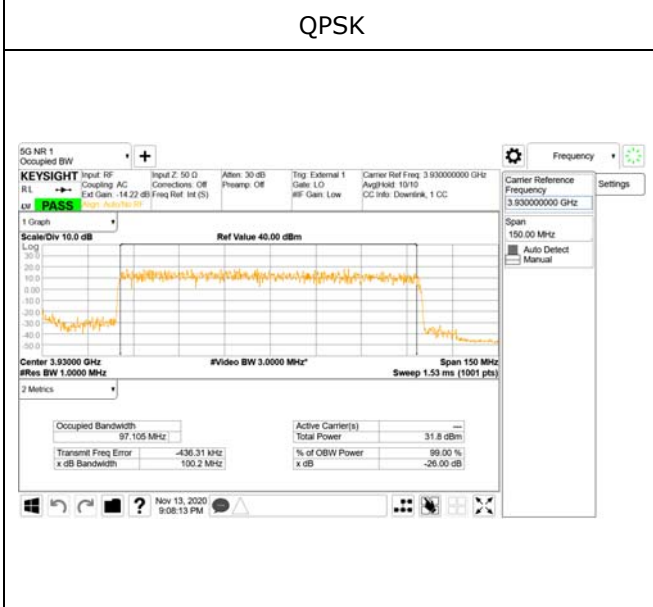 QPSK
5G NR 1
Occupied BW
Frequency
KEYSIGHT
Input: RF
Input Z: 50 Ω
Atten: 30 dB
Trig: External 1
Carrier Ref Freq: 3.930000000 GHz
RL
Coupling: AC
Corrections: Off
Preamp: Off
Gate: LO
Avg|Hold: 10/10
Ext Gain: -14.22 dB
Freq Ref: Int (S)
#IF Gain: Low
CC Info: Downlink, 1 CC
PASS
Align: Auto/No RF
Carrier Reference
Frequency
3.930000000 GHz
Settings
Span
150.00 MHz
Auto Detect
Manual
1 Graph
Scale/Div 10.0 dB
Ref Value 40.00 dBm
Log
30.0
20.0
10.0
0.00
-10.0
-20.0
-30.0
-40.0
-50.0
Center 3.93000 GHz
#Video BW 3.0000 MHz*
Span 150 MHz
#Res BW 1.0000 MHz
Sweep 1.53 ms (1001 pts)
2 Metrics
Occupied Bandwidth
97.105 MHz
Active Carrier(s) ---
Total Power 31.8 dBm
Transmit Freq Error -436.31 kHz
% of OBW Power 99.00 %
x dB Bandwidth 100.2 MHz
x dB -26.00 dB
Nov 13, 2020
9:08:13 PM